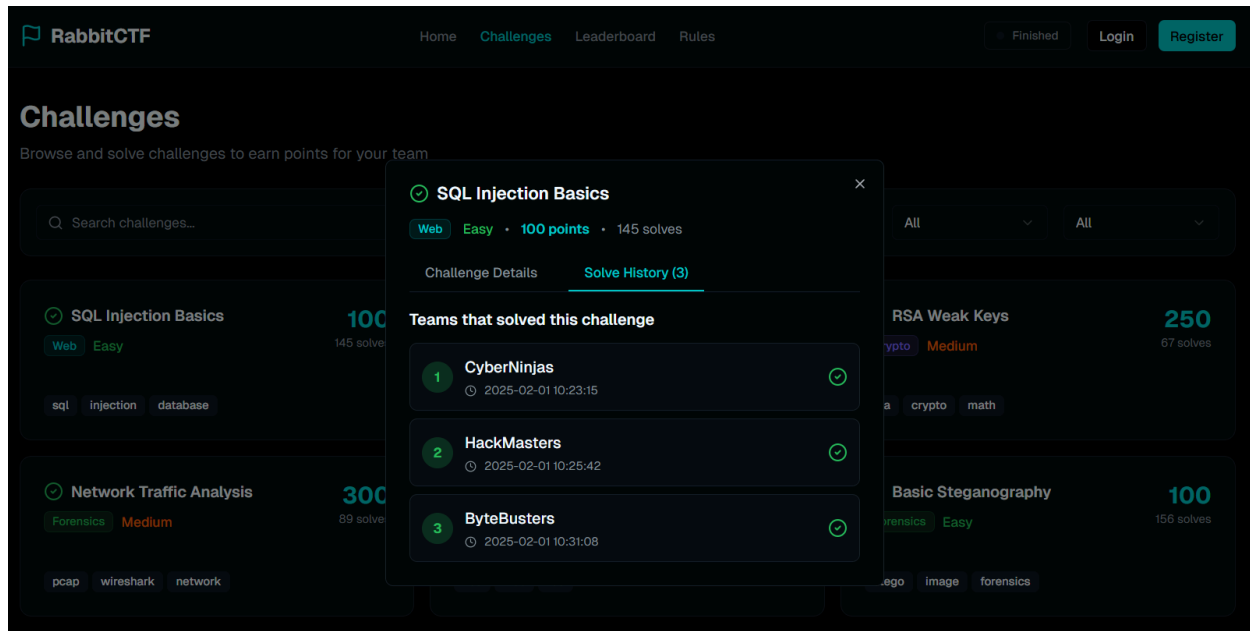 RabbitCTF
Home Challenges Leaderboard Rules
Finished
Login
Register
Challenges
Browse and solve challenges to earn points for your team
Search challenges...
All
All
SQL Injection Basics
100
Web Easy
145 solve
sql injection database
Network Traffic Analysis
300
Forensics Medium
89 solve
pcap wireshark network
SQL Injection Basics
Web Easy • 100 points • 145 solves
Challenge Details
Solve History (3)
Teams that solved this challenge
1
CyberNinjas
2025-02-01 10:23:15
2
HackMasters
2025-02-01 10:25:42
3
ByteBusters
2025-02-01 10:31:08
RSA Weak Keys
250
Medium
67 solves
crypto math
Basic Steganography
100
Easy
156 solves
image forensics